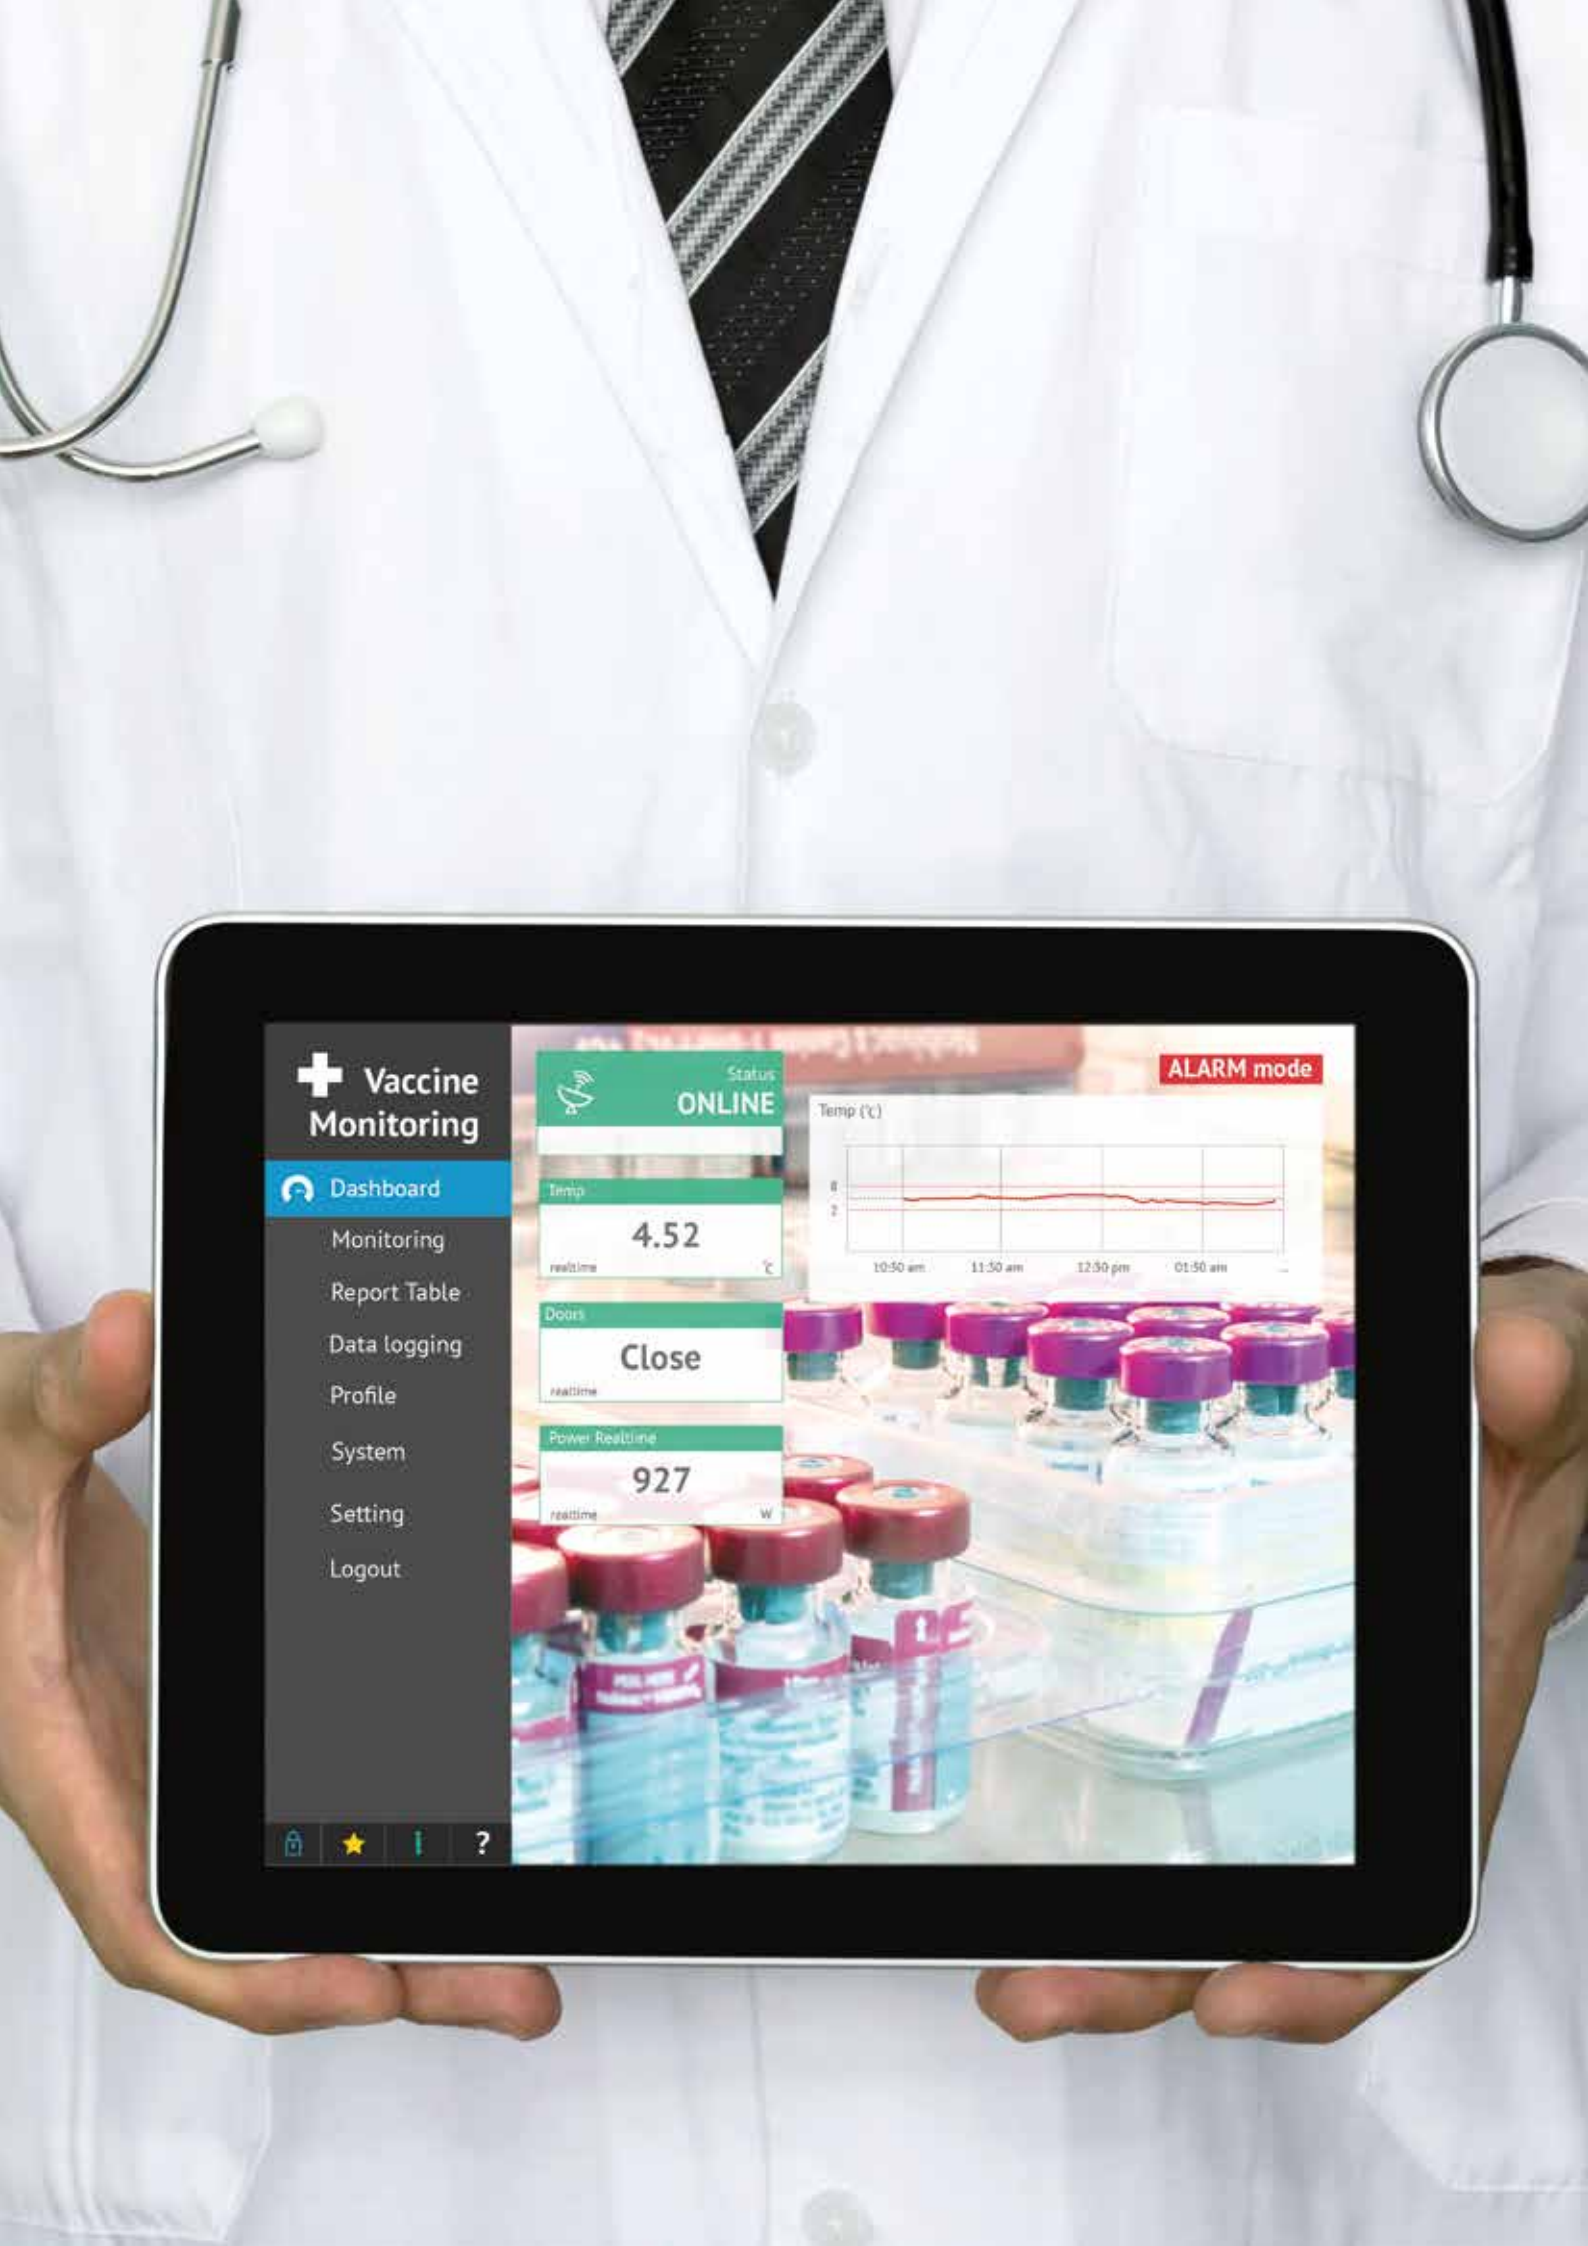 Vaccine
Monitoring
Dashboard
Monitoring
Report Table
Data logging
Profile
System
Setting
Logout
?
Status
ONLINE
Temp
4.52
realtime
°C
Doors
Close
realtime
Power Realtime
927
realtime
W
ALARM mode
Temp (°C)
8
2
10:50 am
11:50 am
12:50 pm
01:50 am